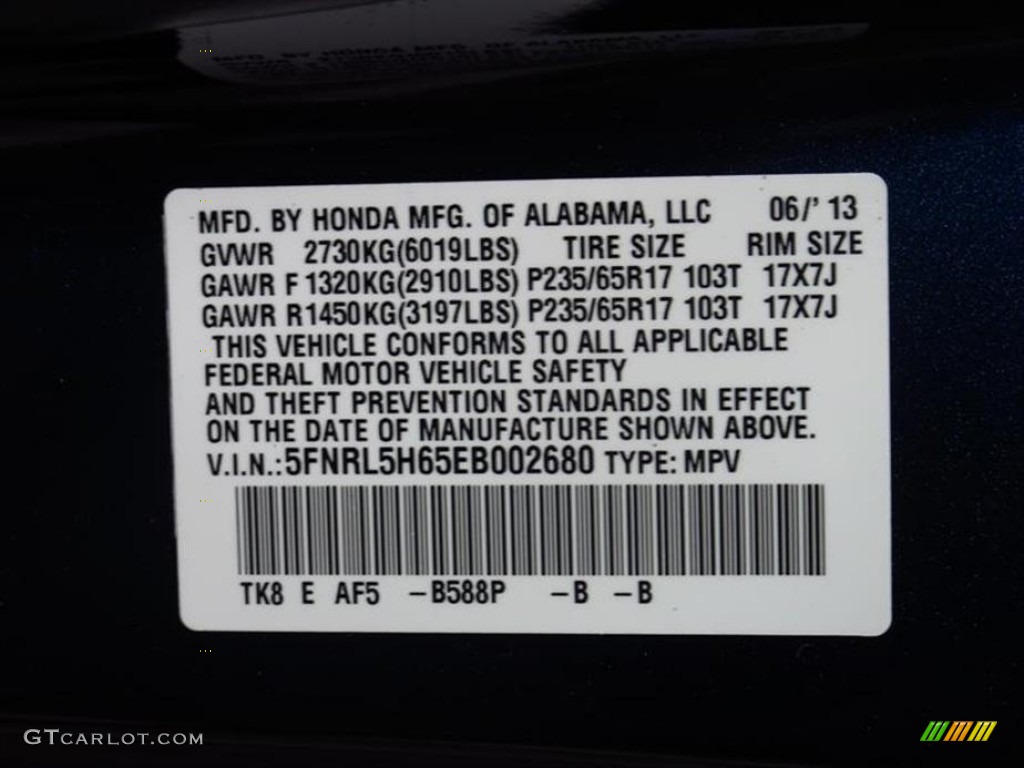 MFD. BY HONDA MFG. OF ALABAMA, LLC 06/' 13
GVWR 2730KG(6019LBS) TIRE SIZE RIM SIZE
GAWR F 1320KG(2910LBS) P235/65R17 103T 17X7J
GAWR R1450KG(3197LBS) P235/65R17 103T 17X7J
THIS VEHICLE CONFORMS TO ALL APPLICABLE
FEDERAL MOTOR VEHICLE SAFETY
AND THEFT PREVENTION STANDARDS IN EFFECT
ON THE DATE OF MANUFACTURE SHOWN ABOVE.
V.I.N.:5FNRL5H65EB002680 TYPE: MPV
TK8 E AF5 –B588P –B –B
GTCARLOT.COM